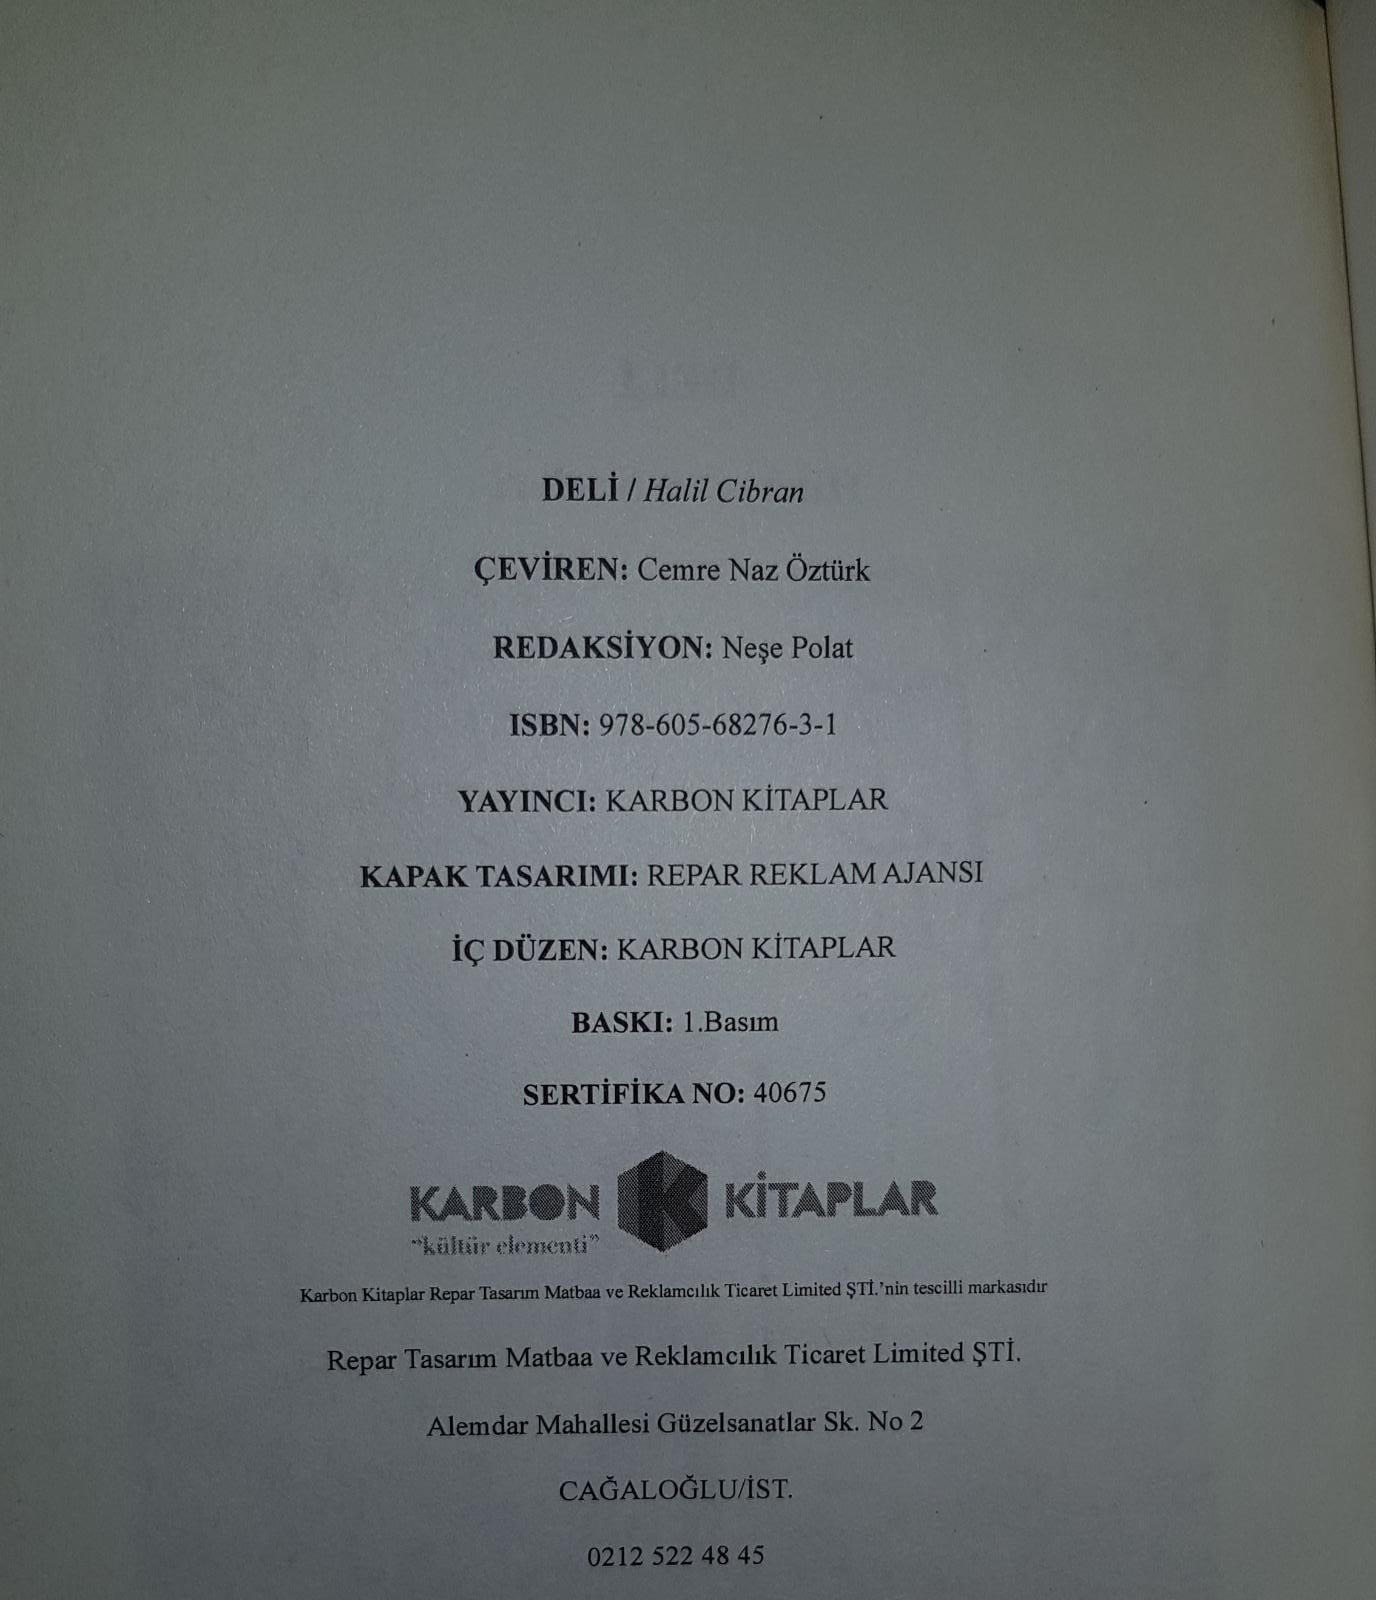 DELİ / Halil Cibran
ÇEVİREN: Cemre Naz Öztürk
REDAKSİYON: Neşe Polat
ISBN: 978-605-68276-3-1
YAYINCI: KARBON KİTAPLAR
KAPAK TASARIMI: REPAR REKLAM AJANSI
İÇ DÜZEN: KARBON KİTAPLAR
BASKI: 1.Basım
SERTİFİKA NO: 40675
KARBON K KİTAPLAR
"kültür elementi"
Karbon Kitaplar Repar Tasarım Matbaa ve Reklamcılık Ticaret Limited ŞTİ.'nin tescilli markasıdır
Repar Tasarım Matbaa ve Reklamcılık Ticaret Limited ŞTİ.
Alemdar Mahallesi Güzelsanatlar Sk. No 2
CAĞALOĞLU/İST.
0212 522 48 45